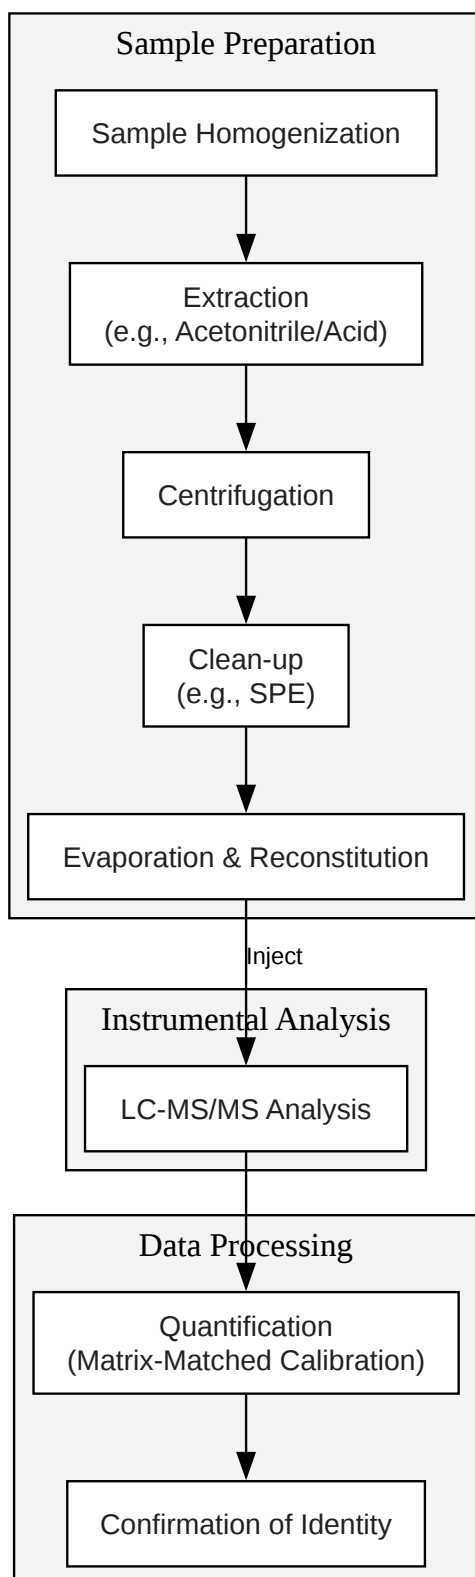 Sample Preparation
Sample Homogenization
Extraction
(e.g., Acetonitrile/Acid)
Centrifugation
Clean-up
(e.g., SPE)
Evaporation & Reconstitution
Inject
Instrumental Analysis
LC-MS/MS Analysis
Data Processing
Quantification
(Matrix-Matched Calibration)
Confirmation of Identity